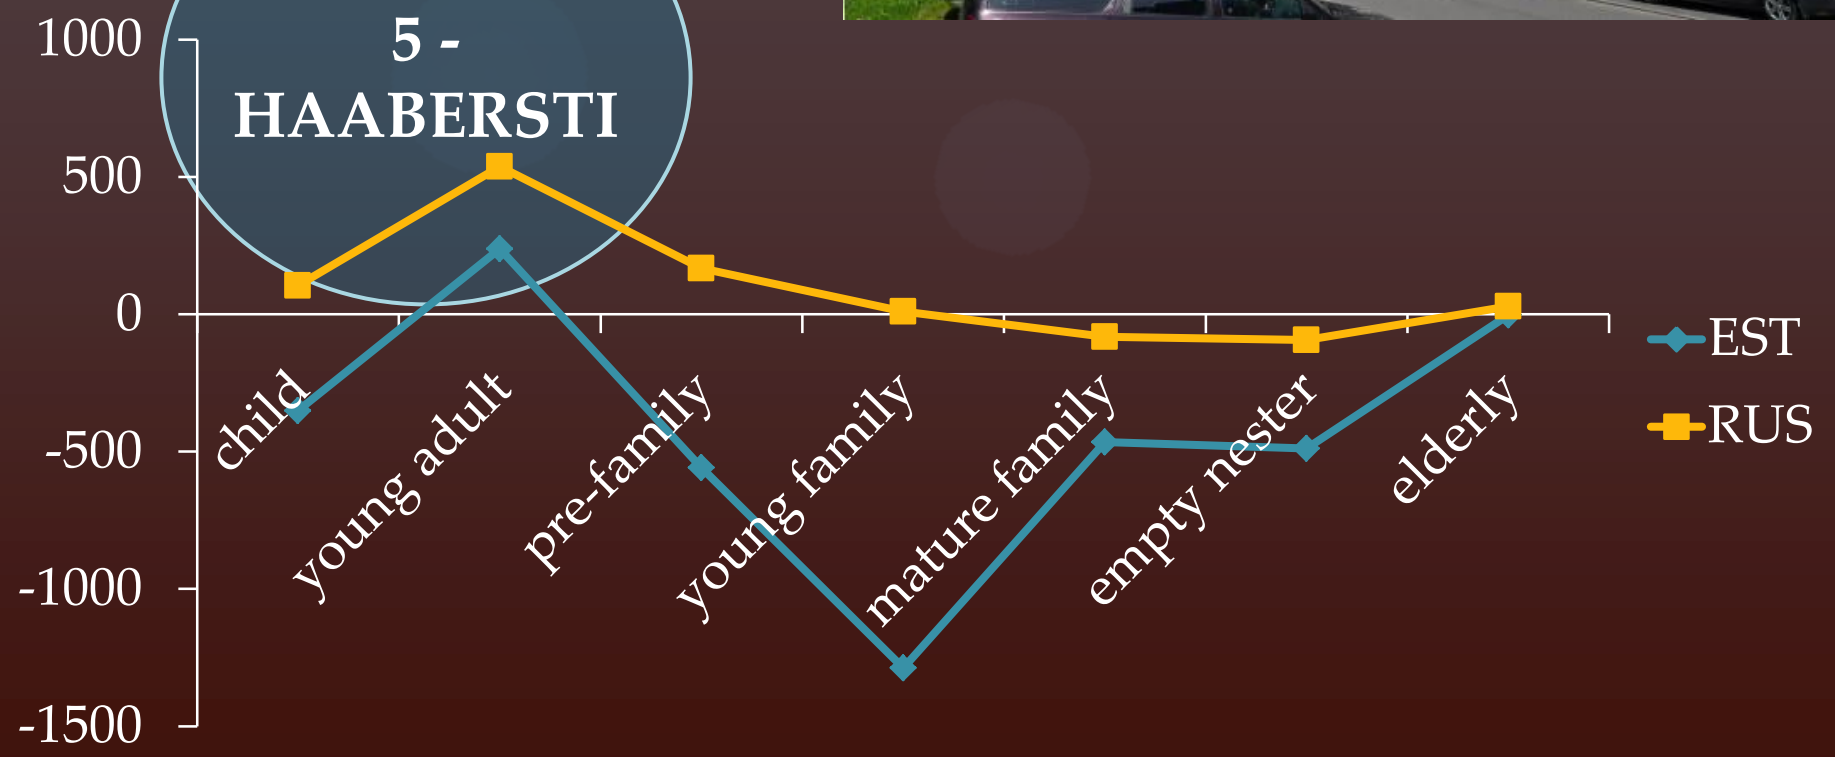 5 -
HAABERSTI
1000
500
0
-500
-1000
-1500
child
young adult
pre-family
young family
mature family
empty nester
elderly
EST
RUS